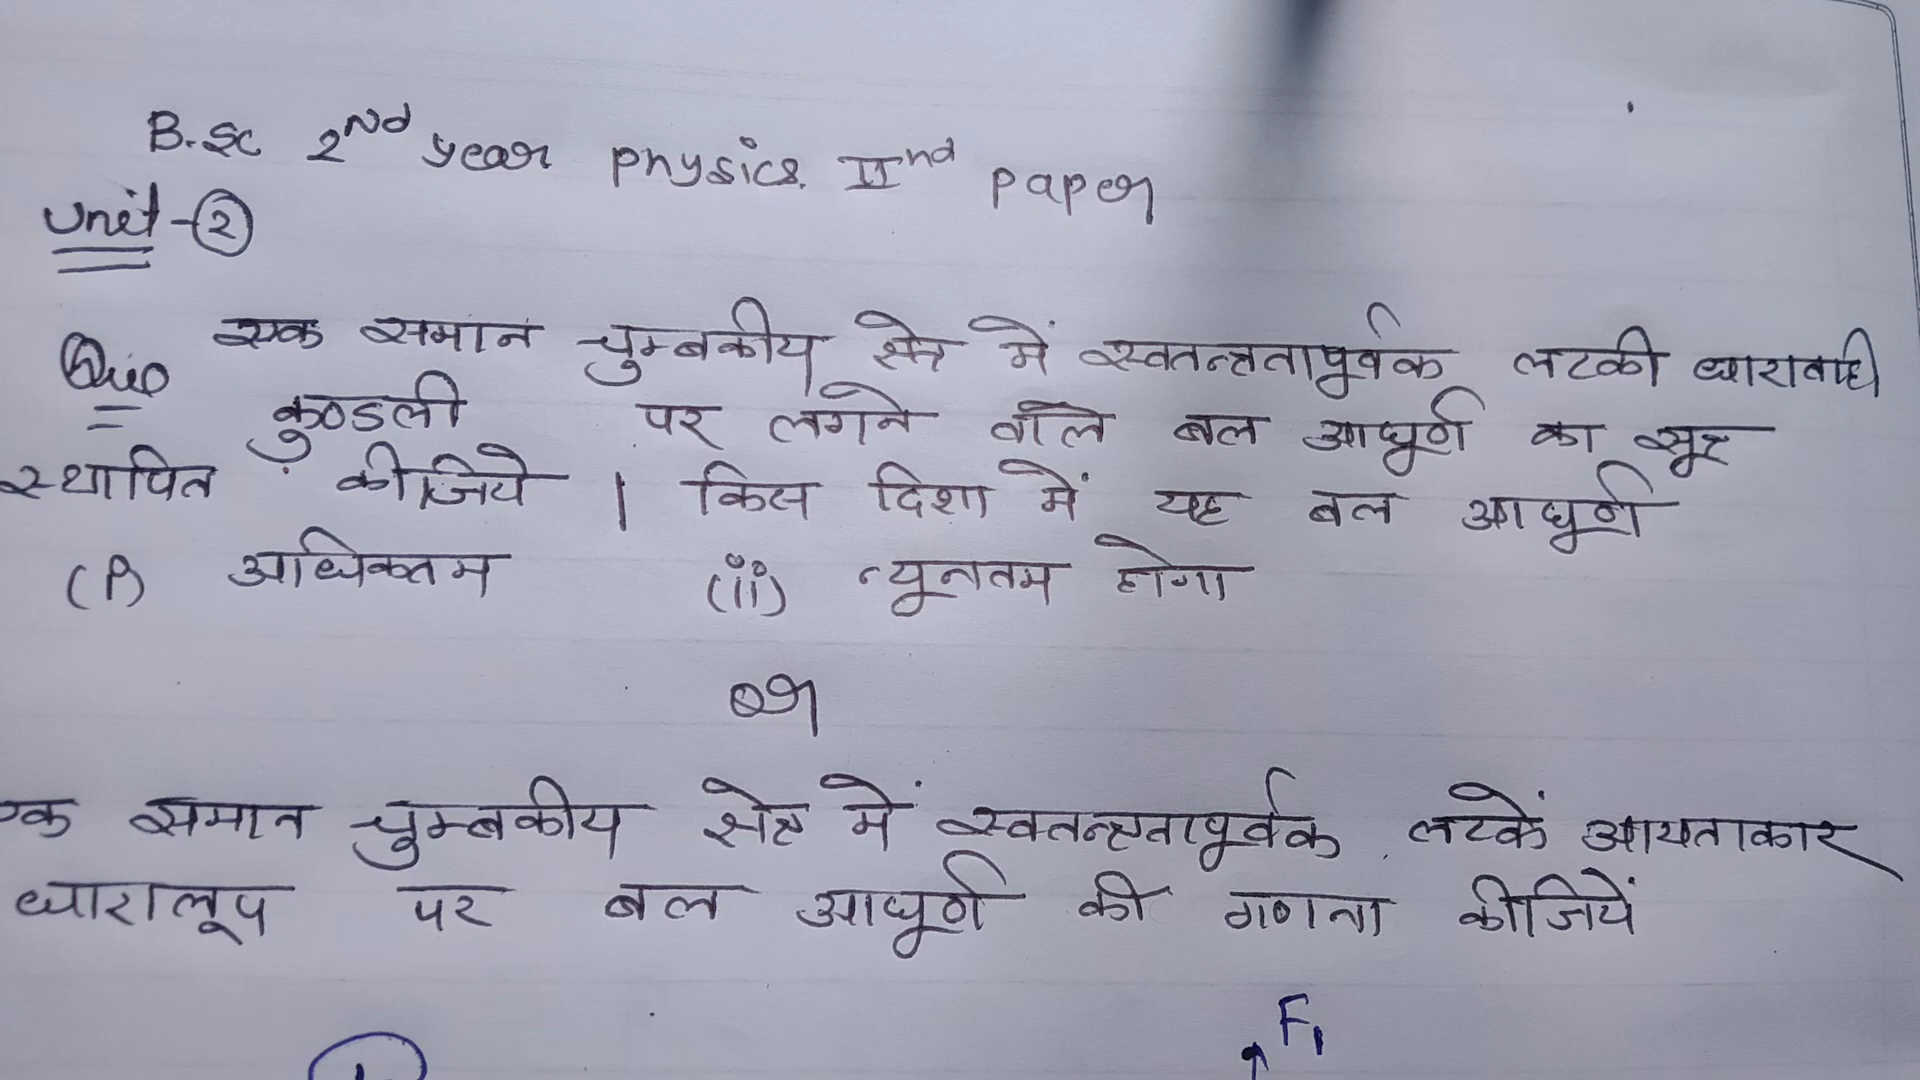 B.Sc 2nd year physics IInd paper
Unit-②
Que एक समान चुम्बकीय क्षेत्र में स्वतन्त्रतापूर्वक लटकी धारावाही
कुण्डली पर लगने वाले बल आघूर्ण का सूत्र
स्थापित कीजिये । किस दिशा में यह बल आघूर्ण
(i) अधिकतम (ii) न्यूनतम होगा
or
एक समान चुम्बकीय क्षेत्र में स्वतन्त्रतापूर्वक लटकें आयताकार
धारालूप पर बल आघूर्ण की गणना कीजियें
F1